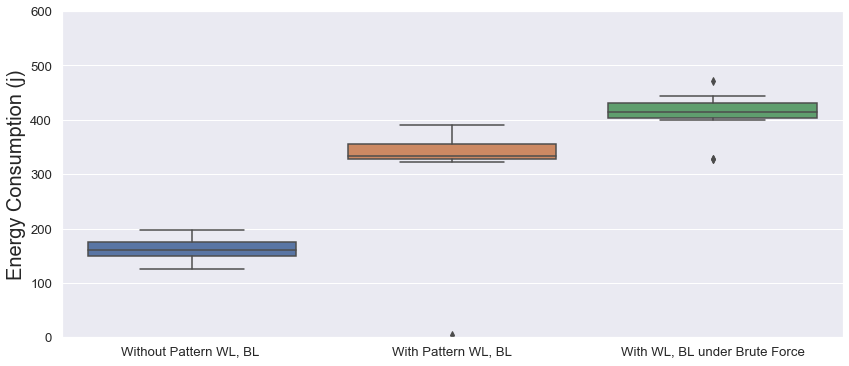 600
500
400
300
200
100
0
Energy Consumption (j)
Without Pattern WL, BL
With Pattern WL, BL
With WL, BL under Brute Force